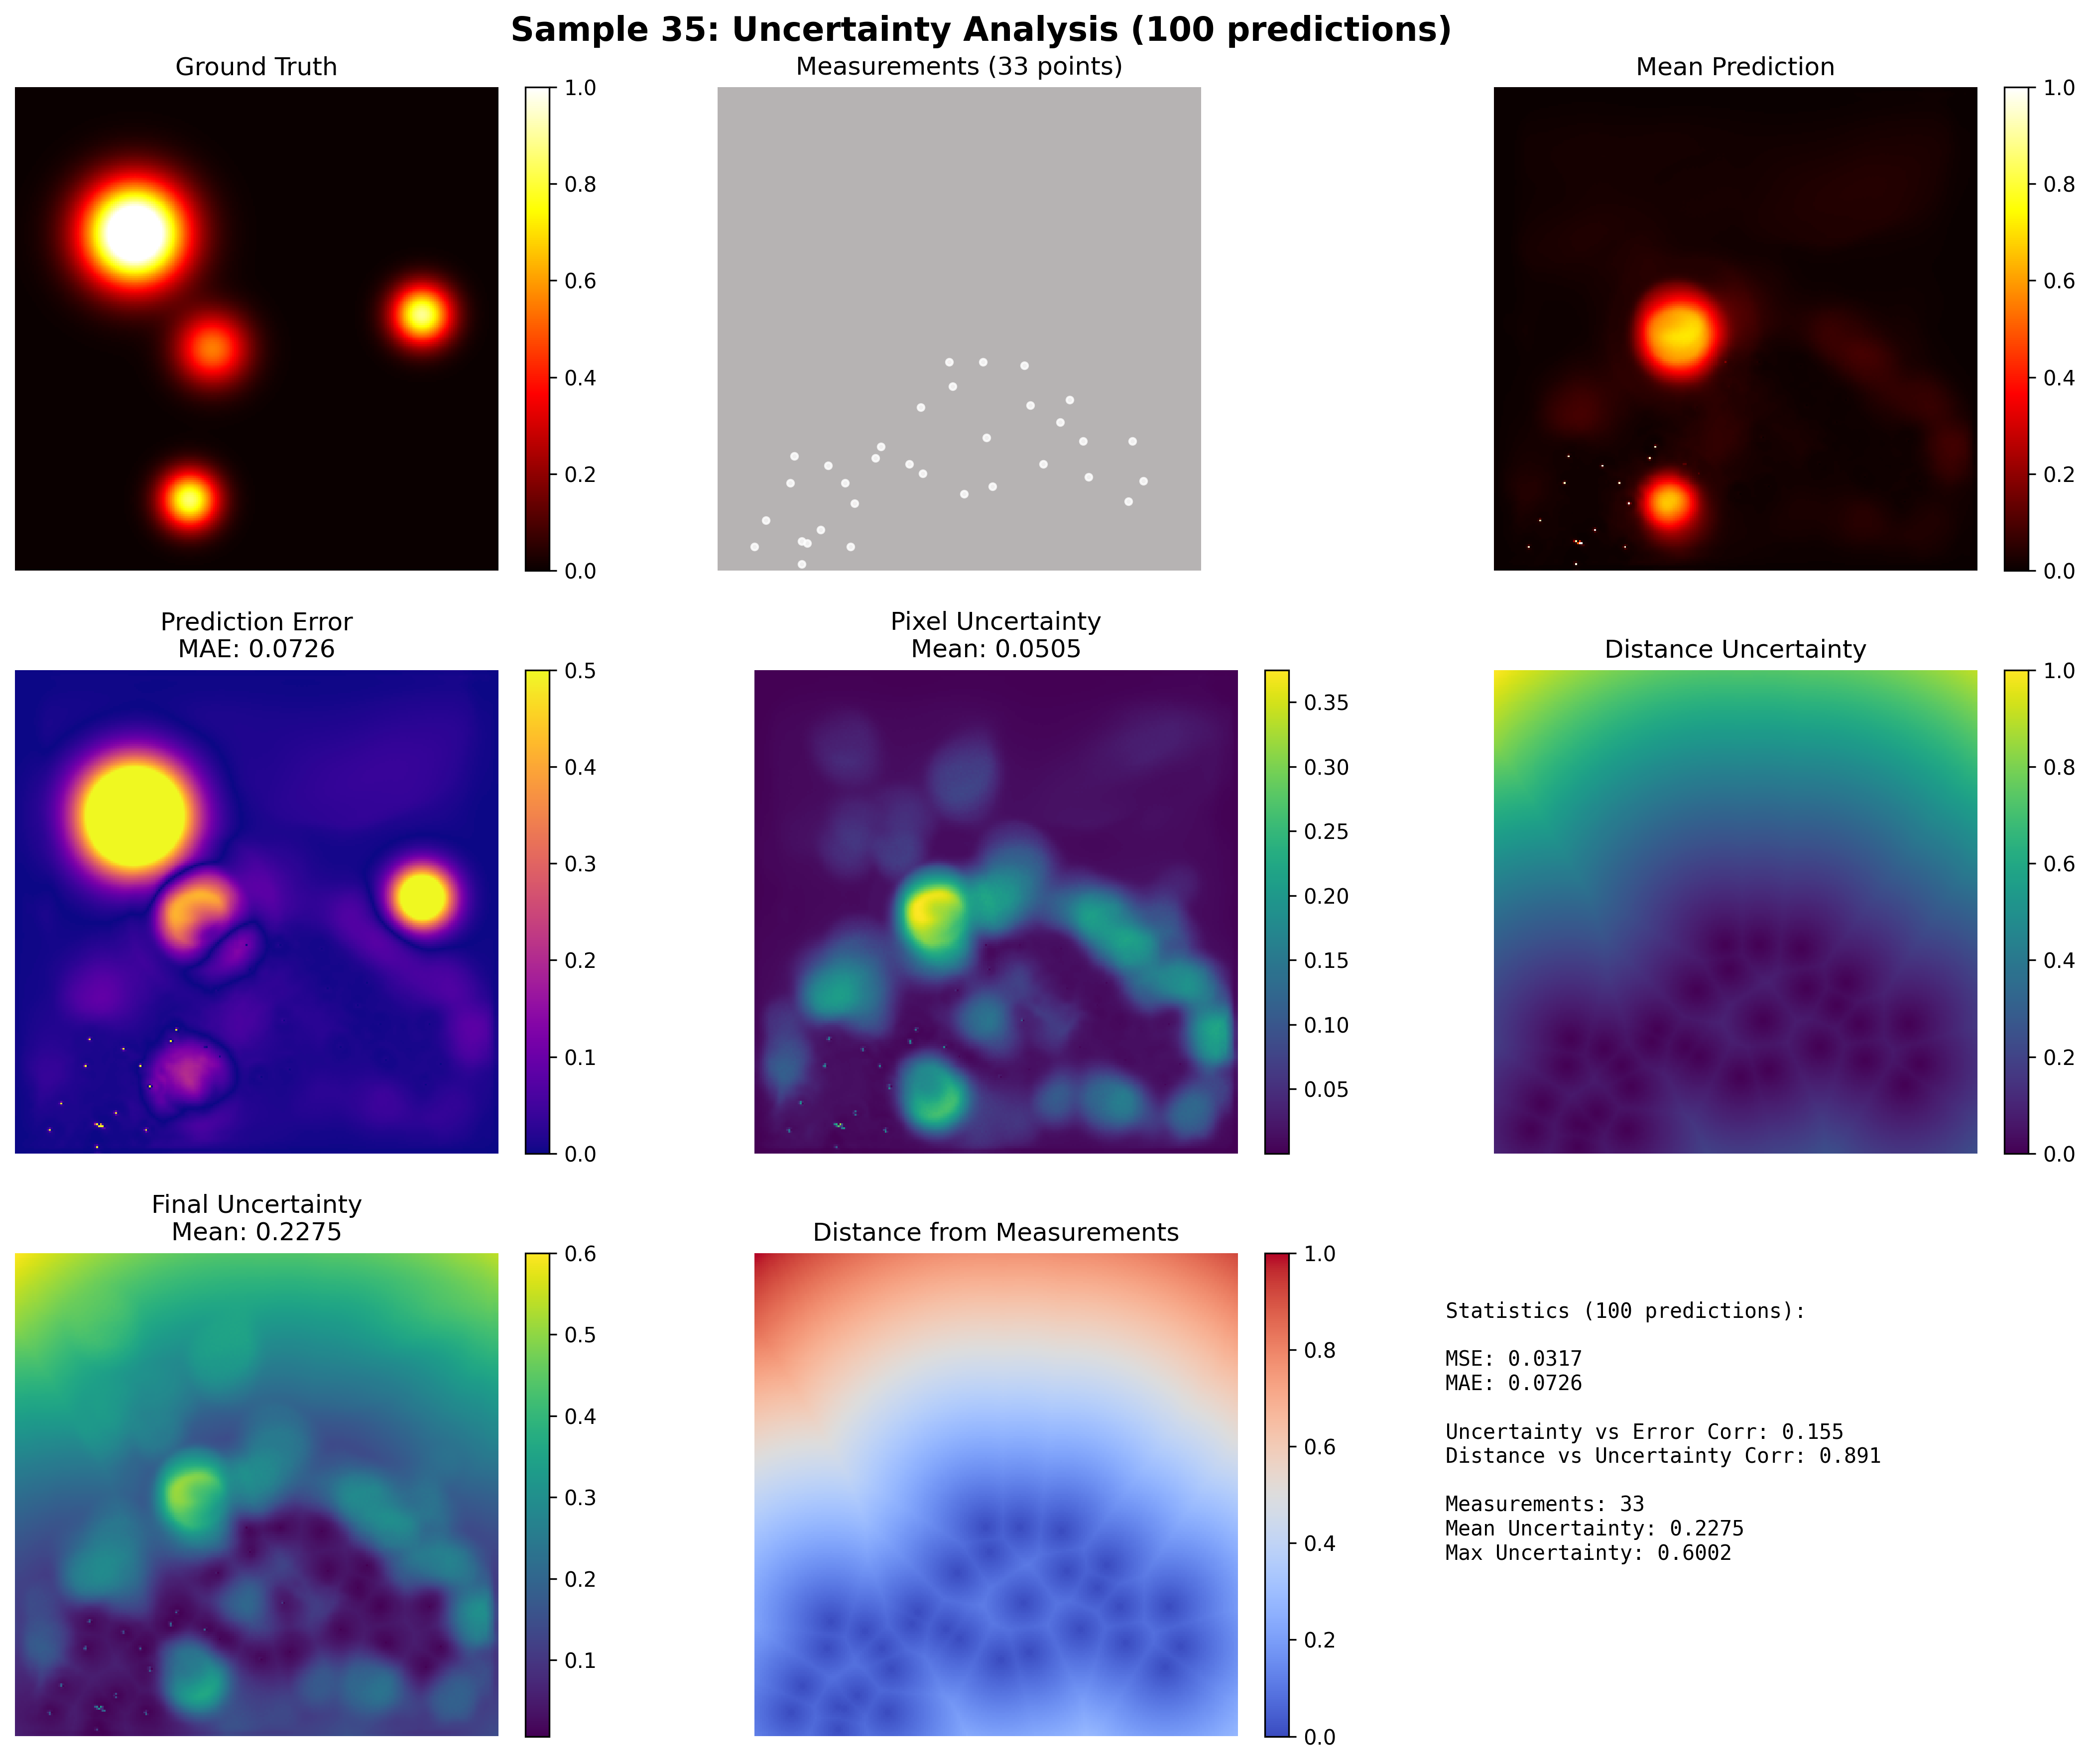 Sample 35: Uncertainty Analysis (100 predictions)
Ground Truth
1.0
0.8
0.6
0.4
0.2
0.0
Measurements (33 points)
Mean Prediction
1.0
0.8
0.6
0.4
0.2
0.0
Prediction Error
MAE: 0.0726
0.5
0.4
0.3
0.2
0.1
0.0
Pixel Uncertainty
Mean: 0.0505
0.35
0.30
0.25
0.20
0.15
0.10
0.05
Distance Uncertainty
1.0
0.8
0.6
0.4
0.2
0.0
Final Uncertainty
Mean: 0.2275
0.6
0.5
0.4
0.3
0.2
0.1
Distance from Measurements
1.0
0.8
0.6
0.4
0.2
0.0
Statistics (100 predictions):
MSE: 0.0317
MAE: 0.0726
Uncertainty vs Error Corr: 0.155
Distance vs Uncertainty Corr: 0.891
Measurements: 33
Mean Uncertainty: 0.2275
Max Uncertainty: 0.6002